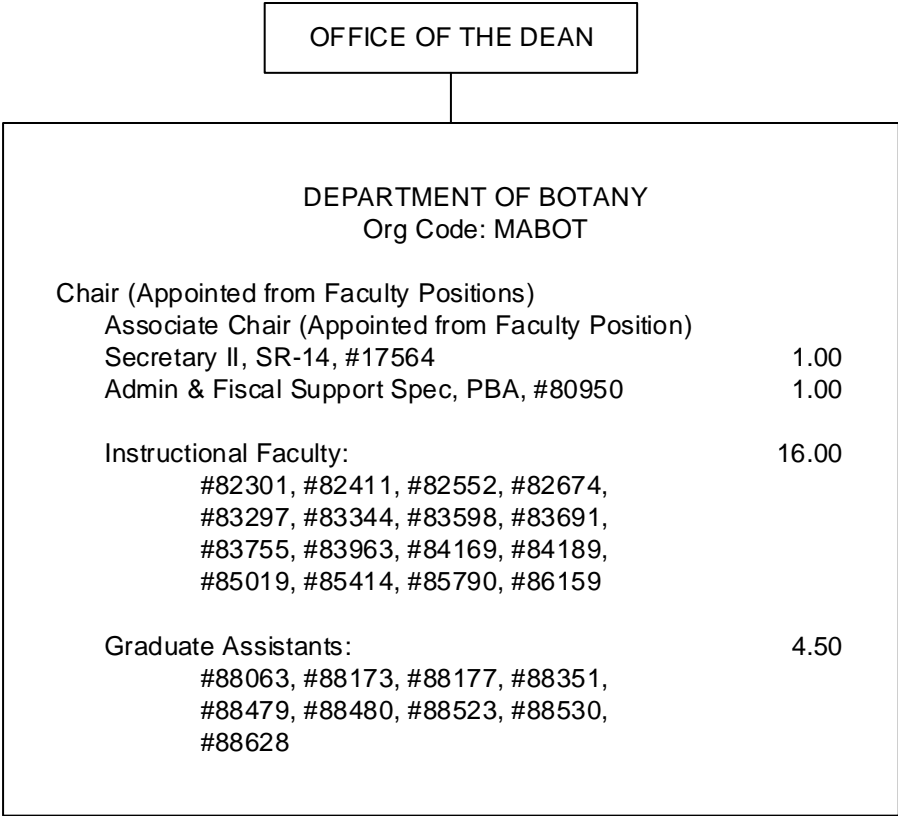 OFFICE OF THE DEAN
DEPARTMENT OF BOTANY
Org Code: MABOT
Chair (Appointed from Faculty Positions)
Associate Chair (Appointed from Faculty Position)
Secretary II, SR-14, #17564 1.00
Admin & Fiscal Support Spec, PBA, #80950 1.00
Instructional Faculty: 16.00
#82301, #82411, #82552, #82674,
#83297, #83344, #83598, #83691,
#83755, #83963, #84169, #84189,
#85019, #85414, #85790, #86159
Graduate Assistants: 4.50
#88063, #88173, #88177, #88351,
#88479, #88480, #88523, #88530,
#88628